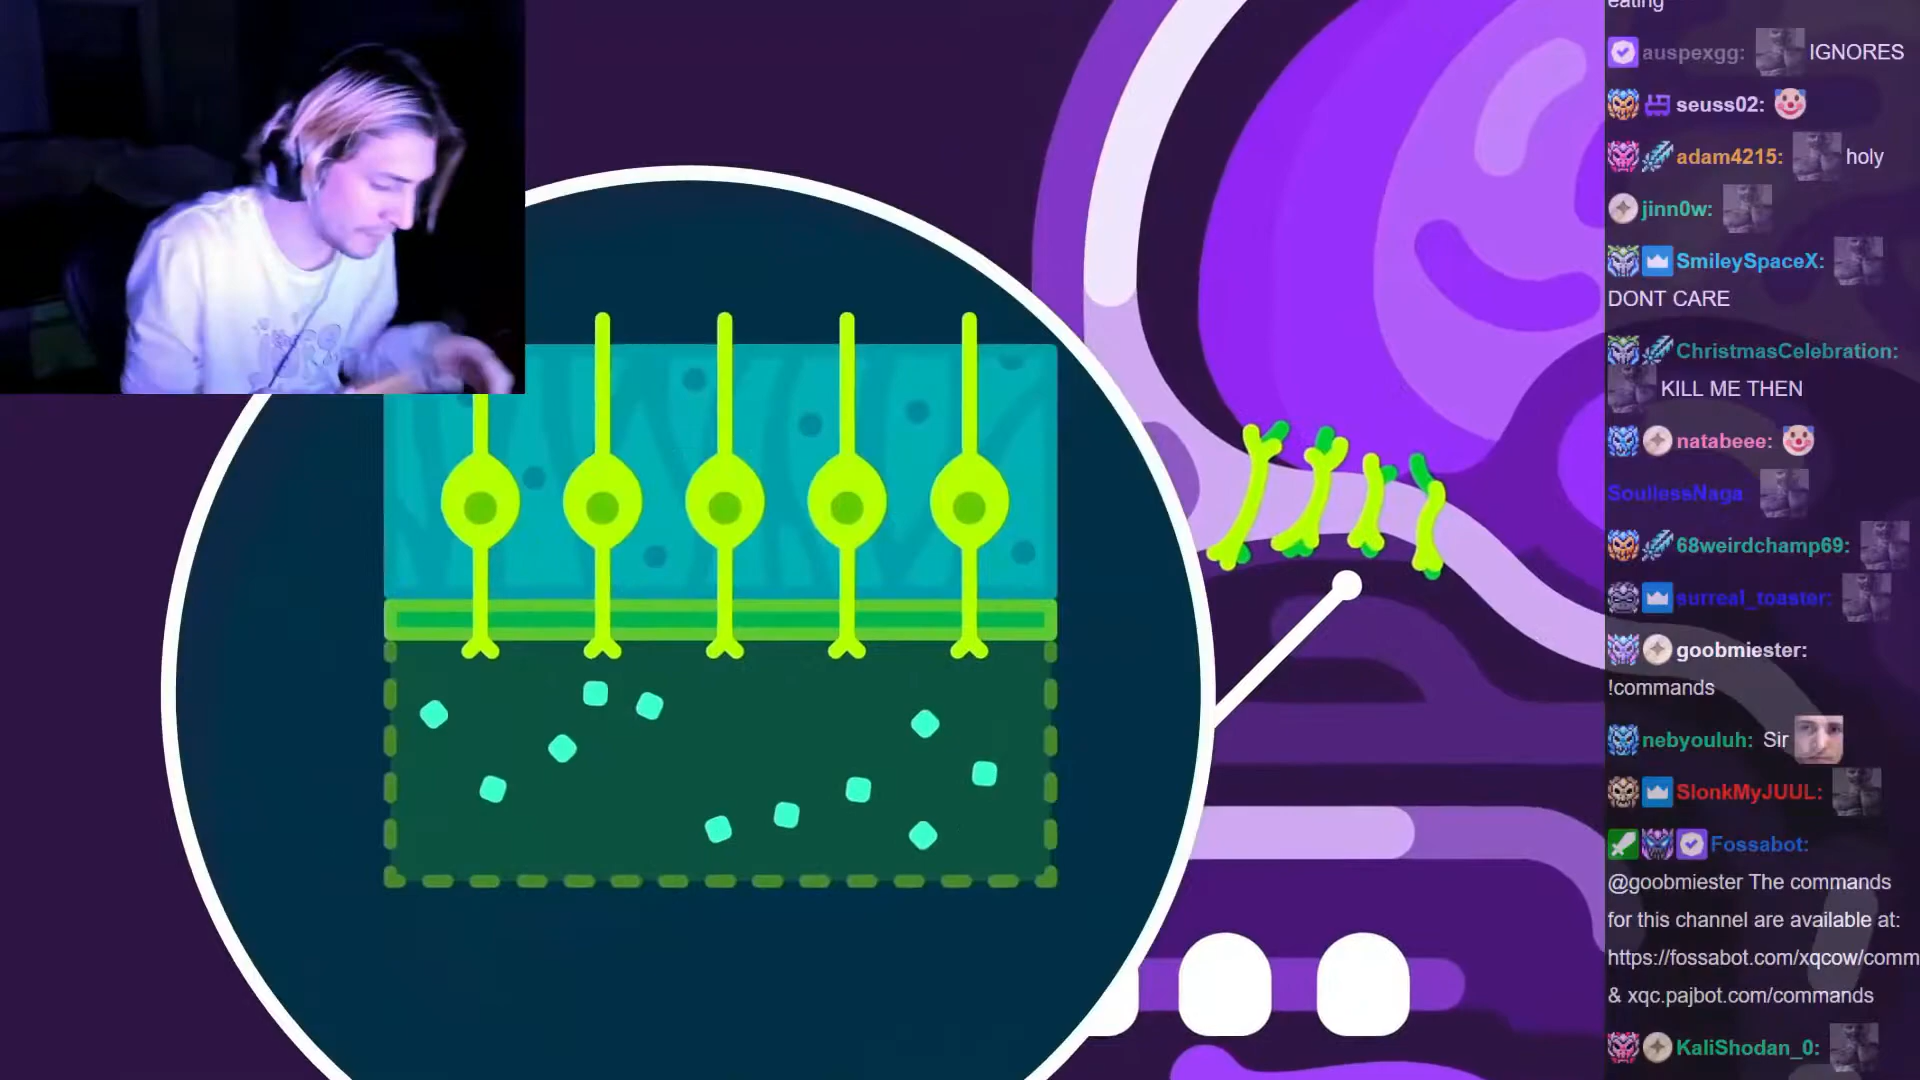 eating
auspexgg: IGNORES
seuss02:
adam4215: holy
jinn0w:
SmileySpaceX:
DONT CARE
ChristmasCelebration:
KILL ME THEN
natabeee:
SoullessNaga
68weirdchamp69:
surreal_toaster:
goobmiester:
!commands
nebyouluh: Sir
SlonkMyJUUL:
Fossabot:
@goobmiester The commands
for this channel are available at:
https://fossabot.com/xqcow/comm
& xqc.pajbot.com/commands
KaliShodan_0: